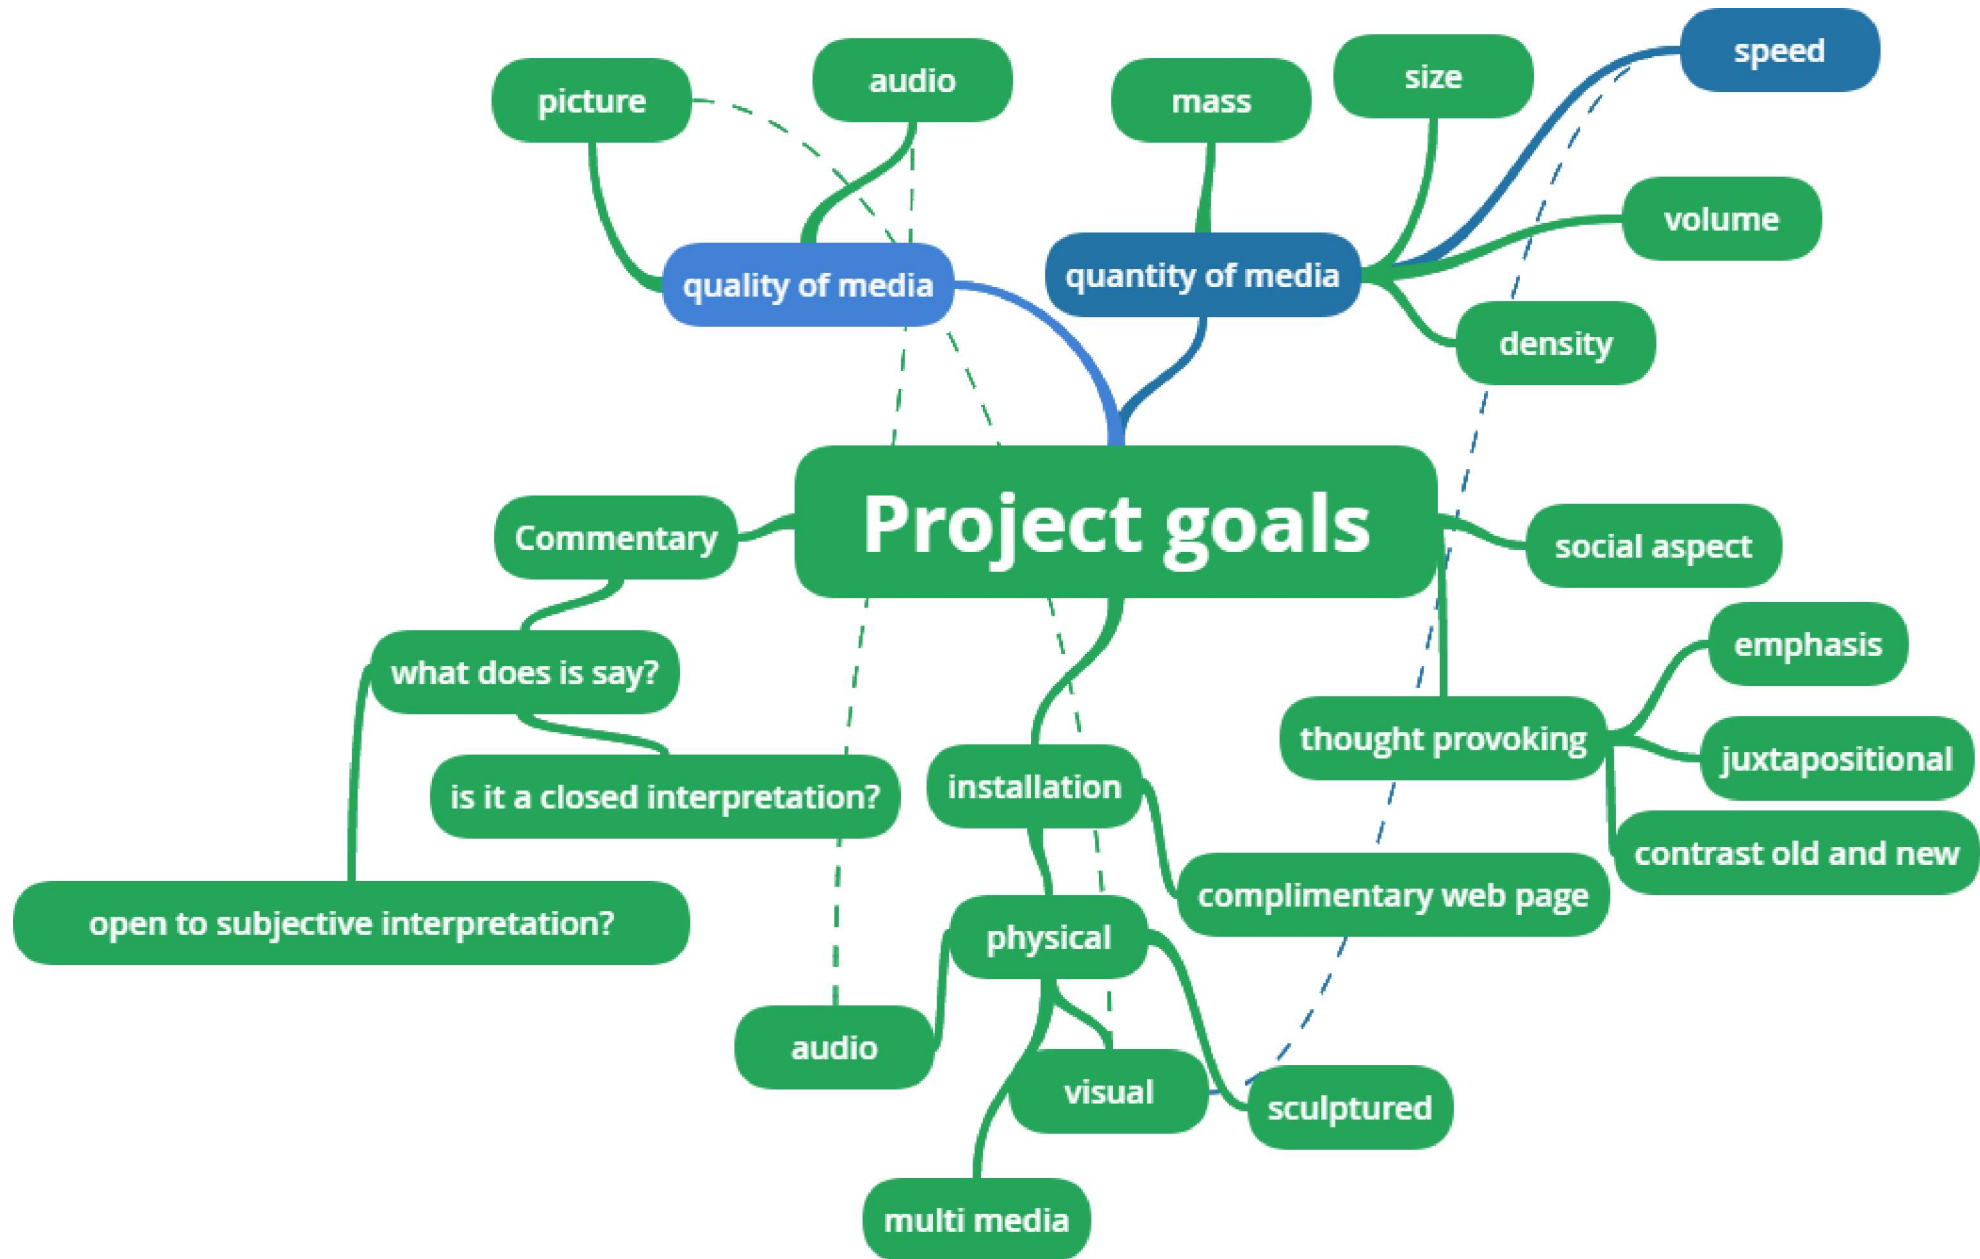 speed
size
audio
picture
mass
volume
quantity of media
quality of media
density
Project goals
Commentary
social aspect
emphasis
what does is say?
thought provoking
juxtapositional
installation
is it a closed interpretation?
contrast old and new
complimentary web page
open to subjective interpretation?
physical
audio
visual
sculptured
multi media